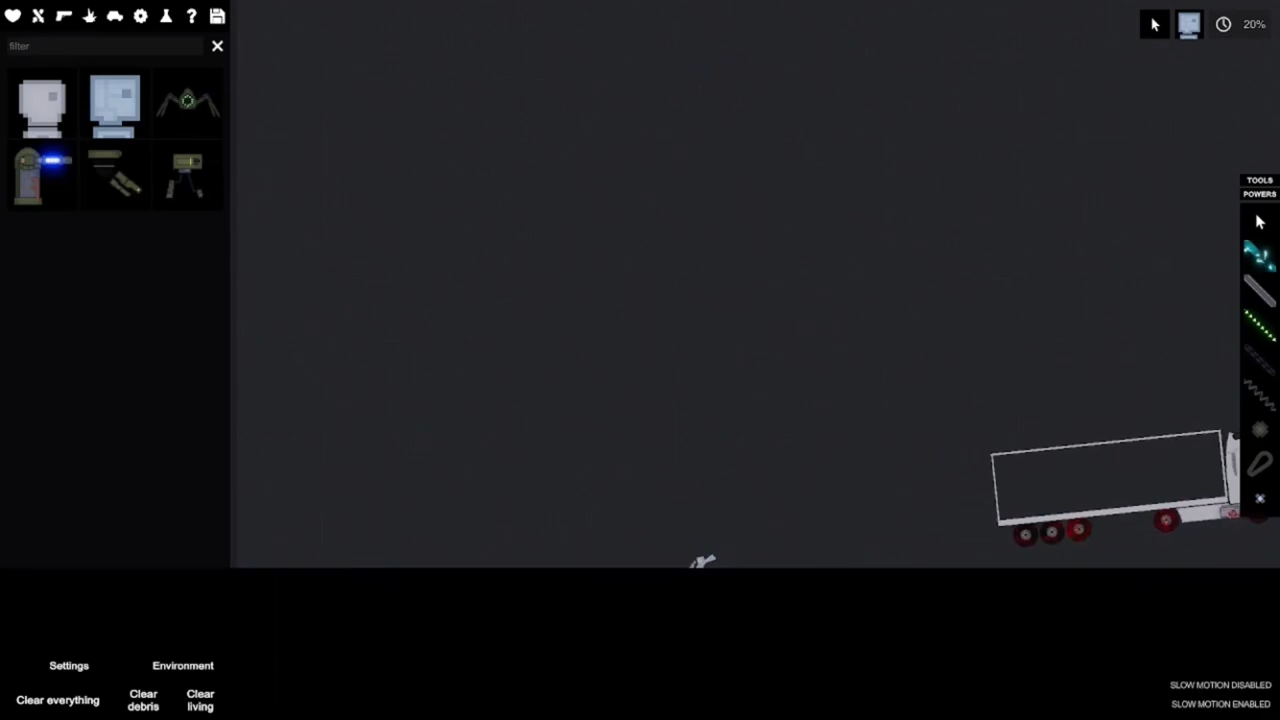 ?
filter
20%
TOOLS
POWERS
Settings
Environment
Clear everything
Clear debris
Clear living
SLOW MOTION DISABLED
SLOW MOTION ENABLED